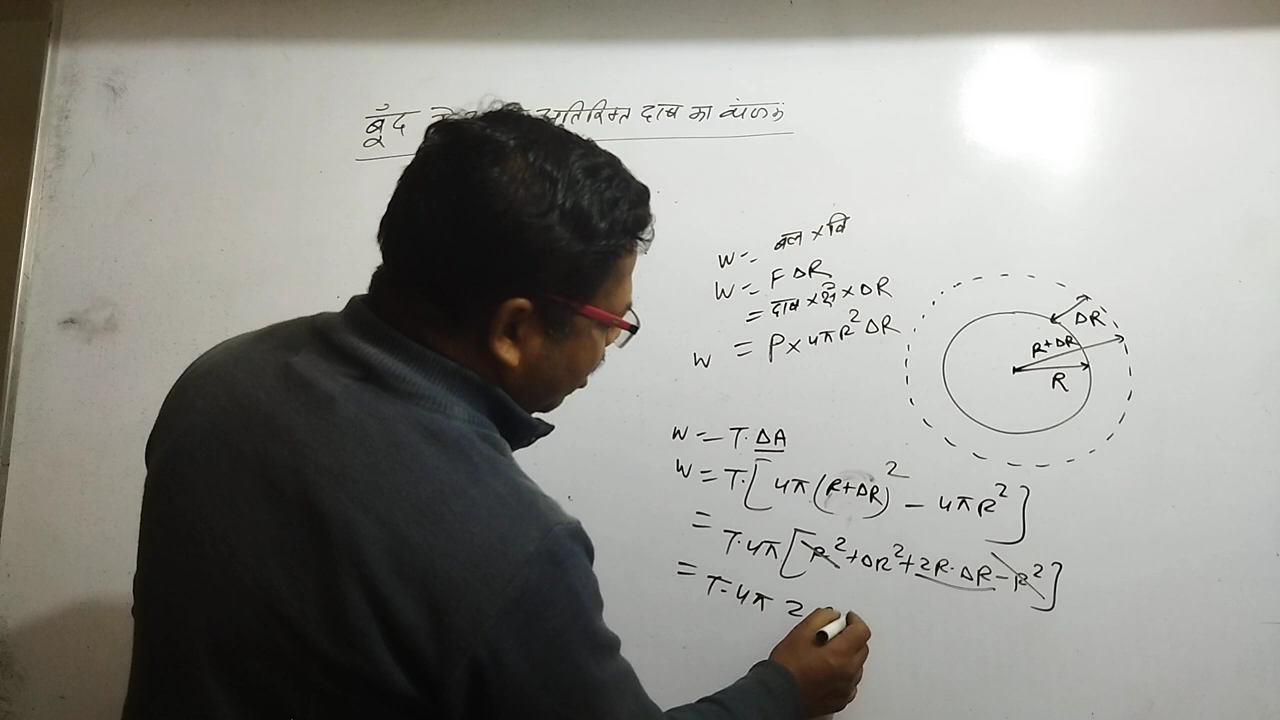 बूँद अतिरिक्त दाब का व्यंजक
W = बल × वि
W = F ΔR
= दाब × क्षे × ΔR
W = P × 4πR² ΔR
ΔR
R+ΔR
R
W = T. ΔA
W = T. [4π(R+ΔR)² - 4πR²]
= T.4π[R² + ΔR² + 2R.ΔR - R²]
= T.4π 2